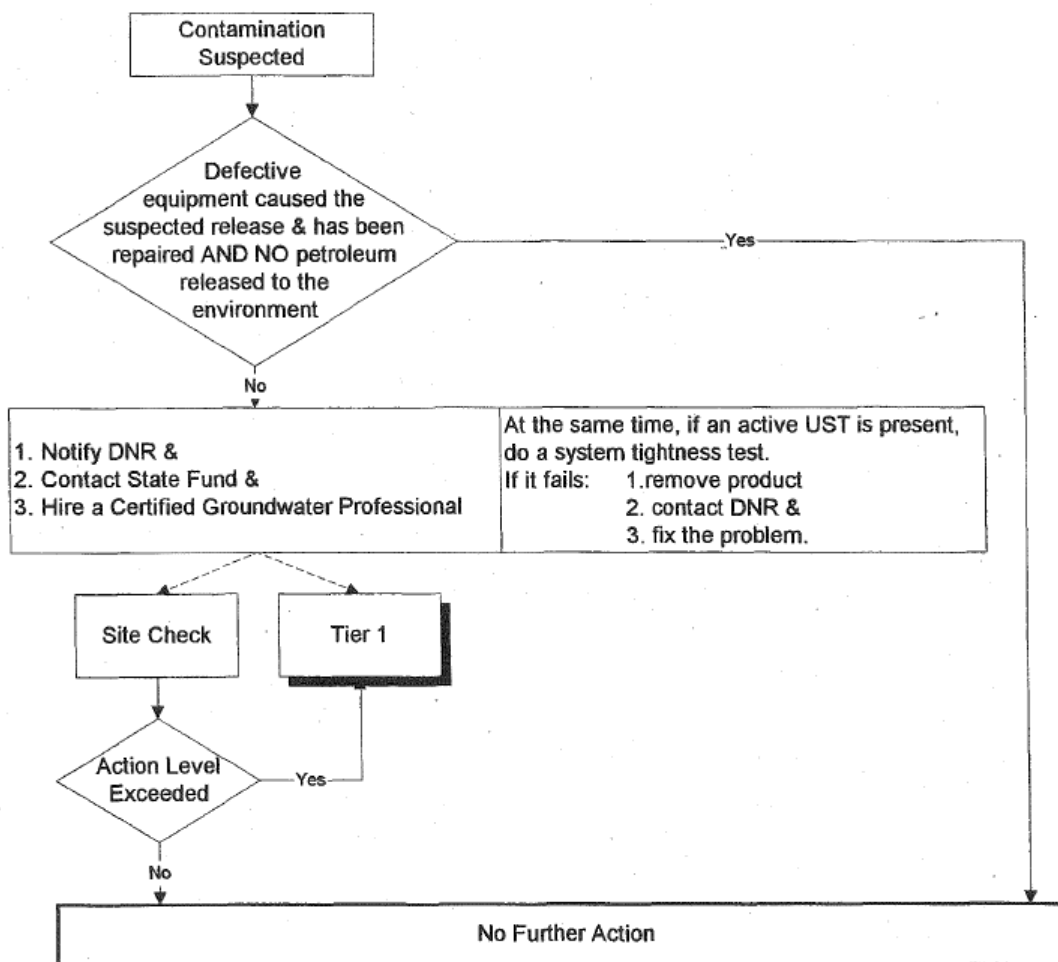 Contamination
Suspected
Defective
equipment caused the
suspected release & has been
repaired AND NO petroleum
released to the
environment
Yes
No
1. Notify DNR &
2. Contact State Fund &
3. Hire a Certified Groundwater Professional
At the same time, if an active UST is present,
do a system tightness test.
If it fails: 1.remove product
2. contact DNR &
3. fix the problem.
Site Check
Tier 1
Action Level
Exceeded
Yes
No
No Further Action